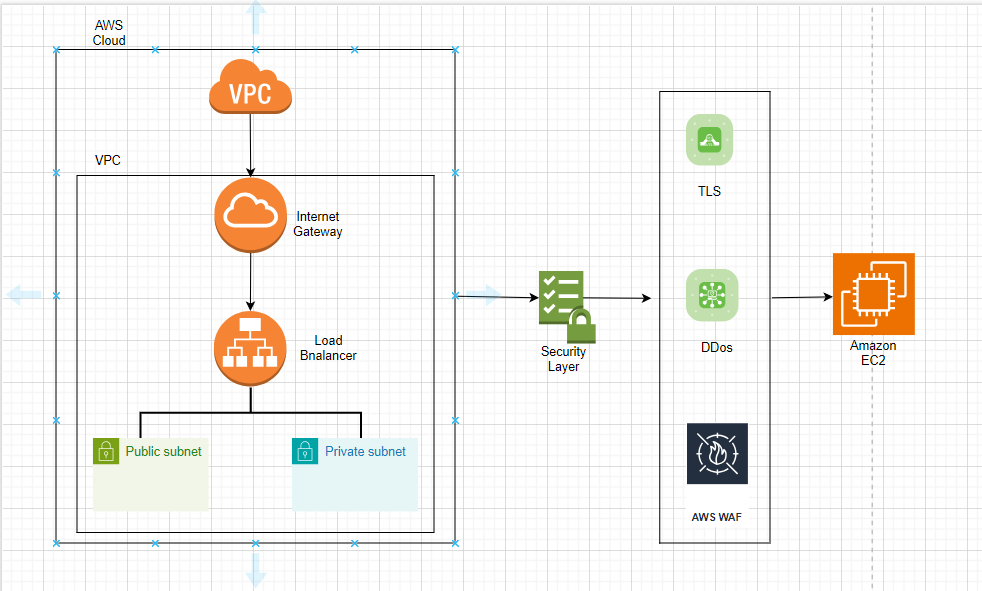 AWS
Cloud
VPC
VPC
Internet
Gateway
Load
Bnalancer
Public subnet
Private subnet
Security
Layer
TLS
DDos
AWS WAF
Amazon
EC2